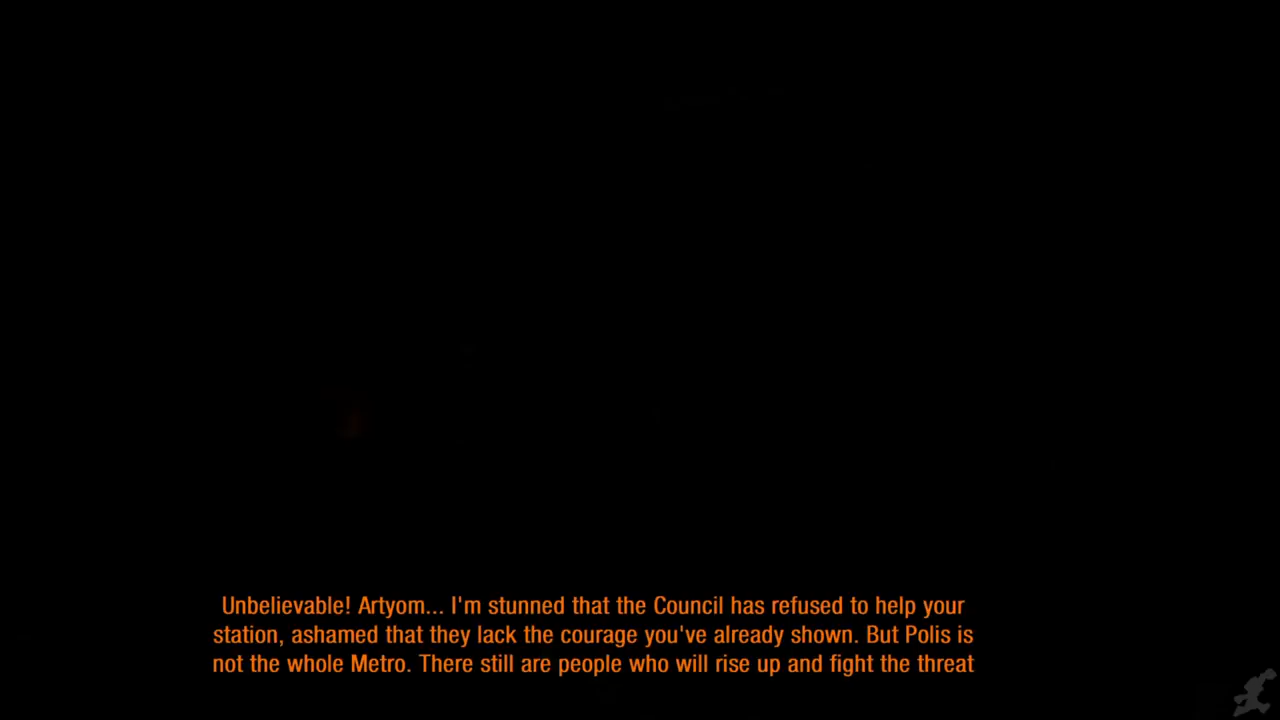 Unbelievable! Artyom... I'm stunned that the Council has refused to help your
station, ashamed that they lack the courage you've already shown. But Polis is
not the whole Metro. There still are people who will rise up and fight the threat